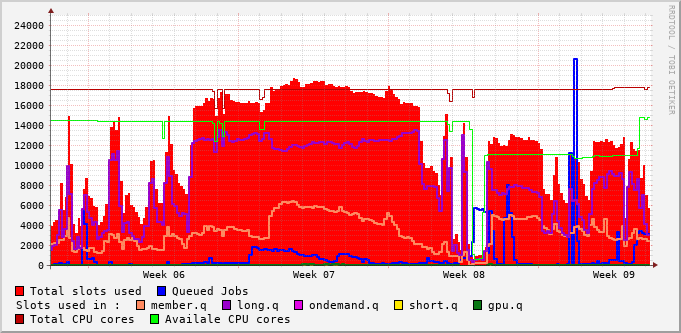 24000
22000
20000
18000
16000
14000
12000
10000
8000
6000
4000
2000
0
Week 06 Week 07 Week 08 Week 09
Total slots used Queued Jobs
Slots used in : member.q long.q ondemand.q short.q gpu.q
Total CPU cores Availale CPU cores
RRDTOOL / TOBI OETIKER